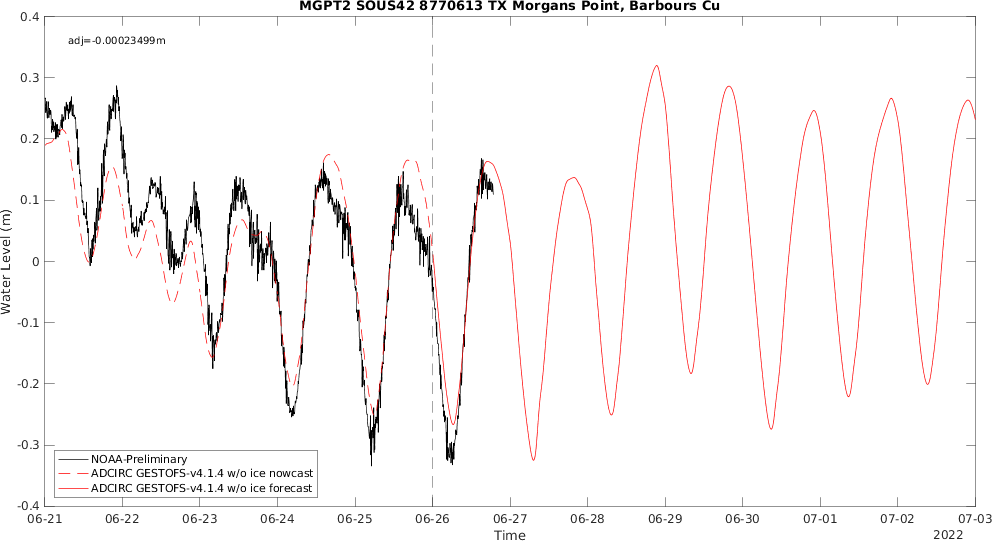 MGPT2 SOUS42 8770613 TX Morgans Point, Barbours Cu
adj=-0.00023499m
Water Level (m)
0.4
0.3
0.2
0.1
0
-0.1
-0.2
-0.3
-0.4
NOAA-Preliminary
ADCIRC GESTOFS-v4.1.4 w/o ice nowcast
ADCIRC GESTOFS-v4.1.4 w/o ice forecast
06-21 06-22 06-23 06-24 06-25 06-26 06-27 06-28 06-29 06-30 07-01 07-02 07-03
Time
2022